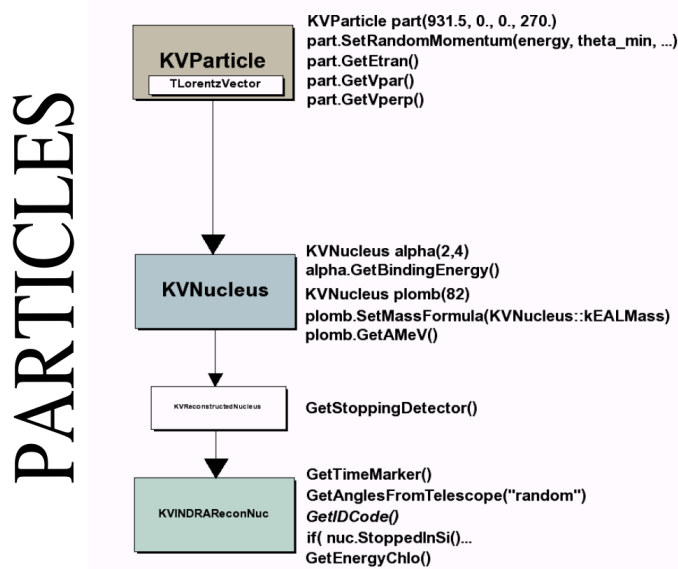 PARTICLES
KVParticle
TLorentzVector
KVParticle part(931.5, 0., 0., 270.)
part.SetRandomMomentum(energy, theta_min, ...)
part.GetEtran()
part.GetVpar()
part.GetVperp()
KVNucleus
KVNucleus alpha(2,4)
alpha.GetBindingEnergy()
KVNucleus plomb(82)
plomb.SetMassFormula(KVNucleus::kEALMass)
plomb.GetAMeV()
KVReconstructedNucleus
GetStoppingDetector()
KVINDRAReconNuc
GetTimeMarker()
GetAnglesFromTelescope("random")
GetIDCode()
if( nuc.StoppedInSi()...
GetEnergyChIo()